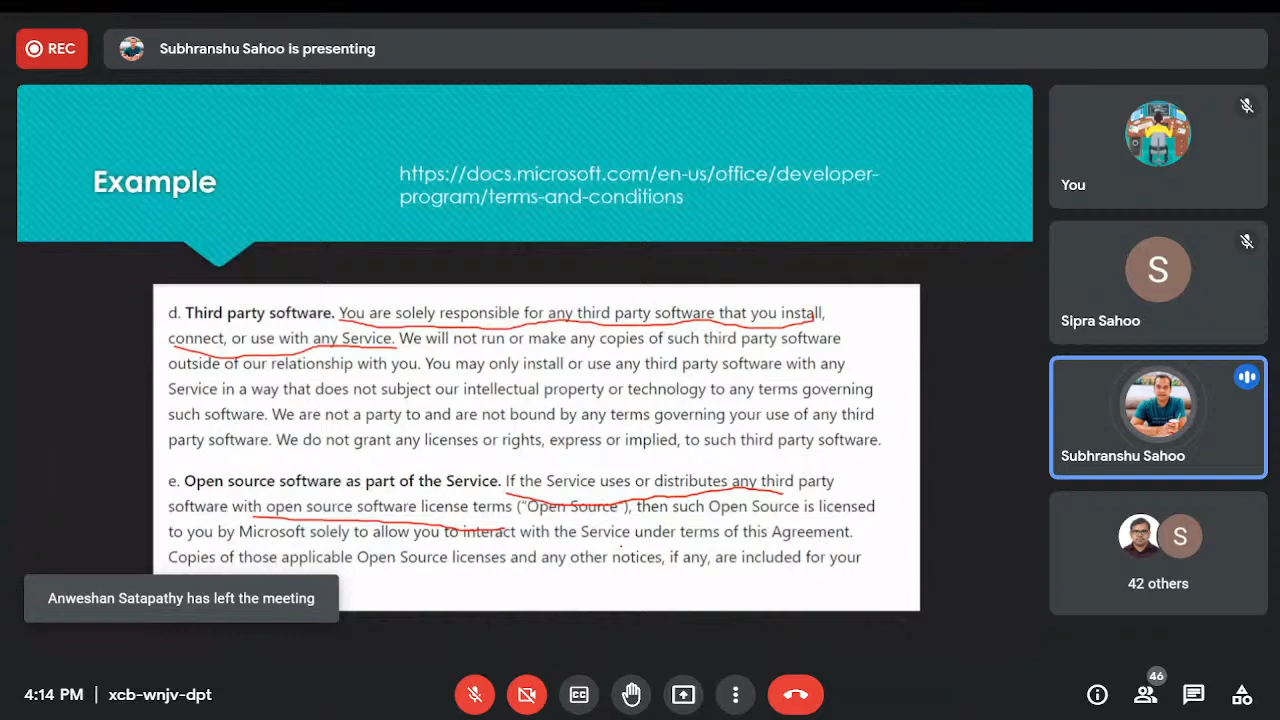 REC
Subhranshu Sahoo is presenting
Example
https://docs.microsoft.com/en-us/office/developer-
program/terms-and-conditions
d. Third party software. You are solely responsible for any third party software that you install,
connect, or use with any Service. We will not run or make any copies of such third party software
outside of our relationship with you. You may only install or use any third party software with any
Service in a way that does not subject our intellectual property or technology to any terms governing
such software. We are not a party to and are not bound by any terms governing your use of any third
party software. We do not grant any licenses or rights, express or implied, to such third party software.
e. Open source software as part of the Service. If the Service uses or distributes any third party
software with open source software license terms (“Open Source”), then such Open Source is licensed
to you by Microsoft solely to allow you to interact with the Service under terms of this Agreement.
Copies of those applicable Open Source licenses and any other notices, if any, are included for your
Anweshan Satapathy has left the meeting
You
S
Sipra Sahoo
Subhranshu Sahoo
S
42 others
4:14 PM | xcb-wnjv-dpt
CC
46